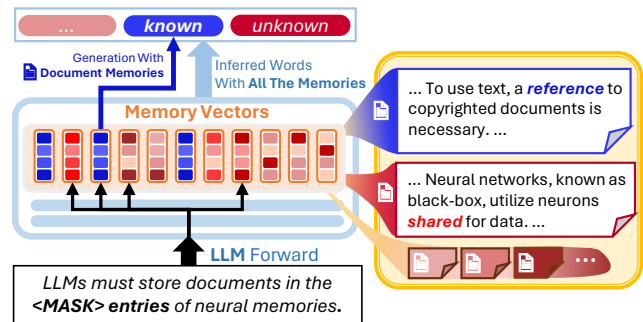 ... known unknown
Generation With
Document Memories
Inferred Words
With All The Memories
Memory Vectors
LLM Forward
LLMs must store documents in the
<MASK> entries of neural memories.
... To use text, a reference to
copyrighted documents is
necessary. ...
... Neural networks, known as
black-box, utilize neurons
shared for data. ...
...